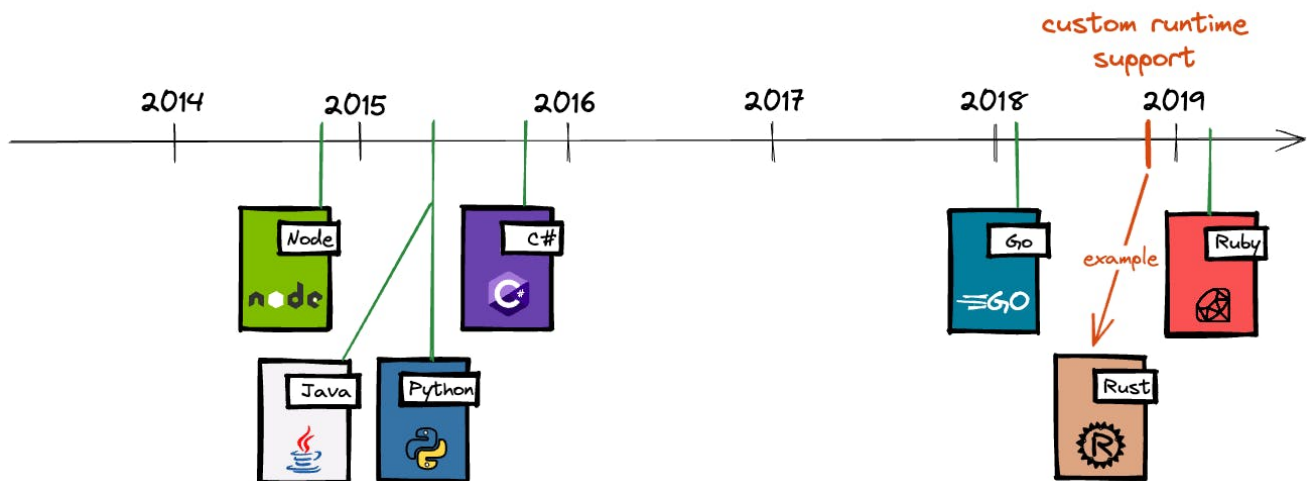 custom runtime
support
2014
2015
2016
2017
2018
2019
Node
node
C#
C#
Go
GO
example
Ruby
Java
Python
Rust
R